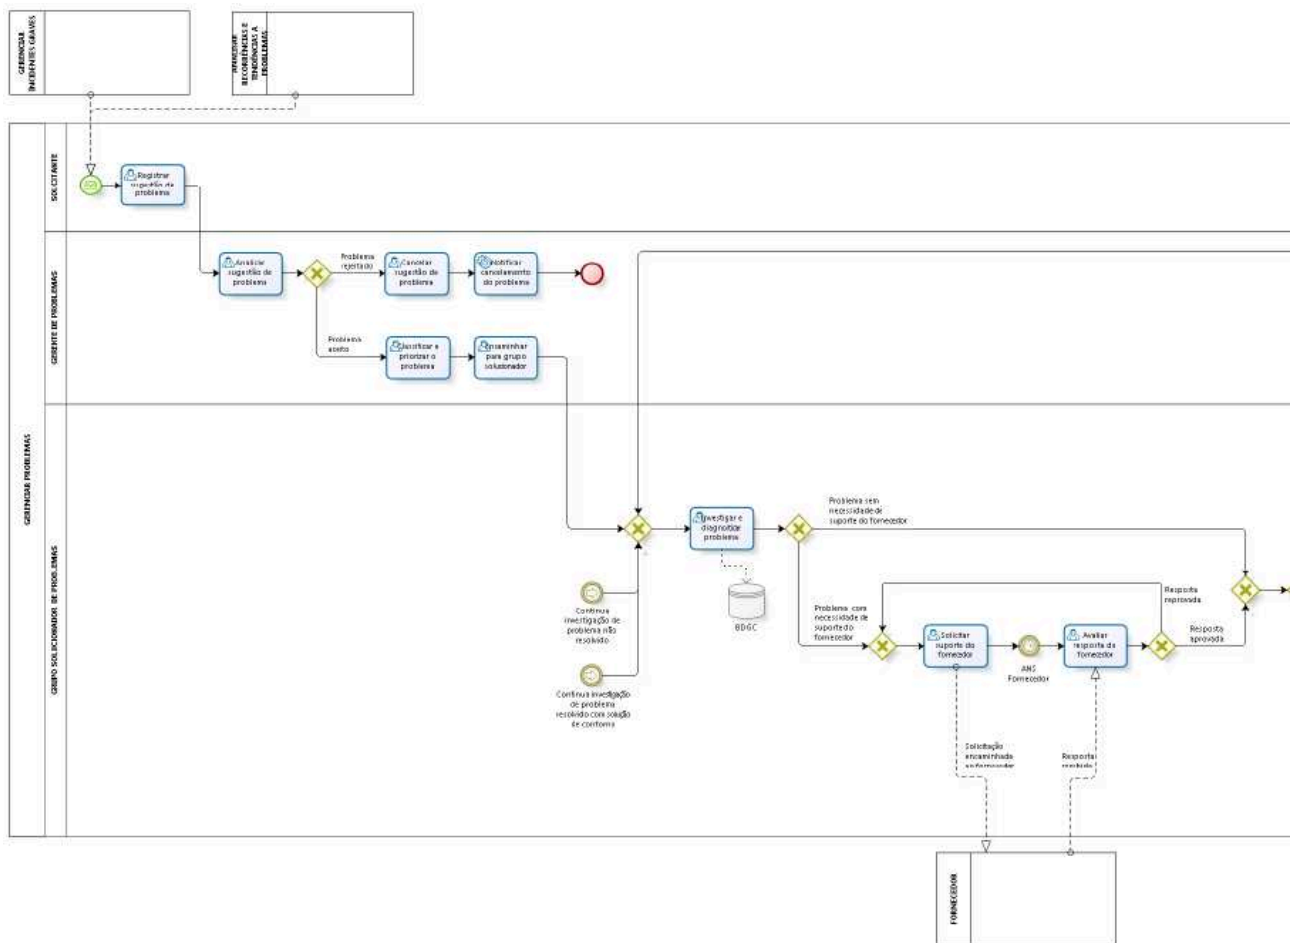 GERENCIAR
INCIDENTES GRAVES
ANALISAR
RECORRÊNCIAS E
TENDÊNCIAS A
PROBLEMAS
GERENCIAR PROBLEMAS
SOLICITANTE
Registrar
sugestão de
problema
GERENTE DE PROBLEMAS
Analisar
sugestão de
problema
Problema
rejeitado
Cancelar
sugestão de
problema
Notificar
cancelamento
do problema
Problema
aceito
Classificar e
priorizar o
problema
Encaminhar
para grupo
solucionador
GRUPO SOLUCIONADOR DE PROBLEMAS
Investigar e
diagnosticar
problema
BDGC
Problema sem
necessidade de
suporte do fornecedor
Continua
investigação de
problema não
resolvido
Continua investigação
de problema
resolvido com solução
de contorno
Problema com
necessidade de
suporte do
fornecedor
Solicitar
suporte do
fornecedor
ANS
Fornecedor
Avaliar
resposta do
fornecedor
Resposta
reprovada
Resposta
aprovada
Solicitação
encaminhada
ao fornecedor
Resposta
recebida
FORNECEDOR